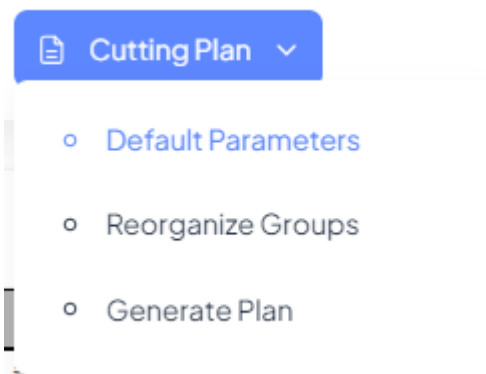 Cutting Plan
Default Parameters
Reorganize Groups
Generate Plan